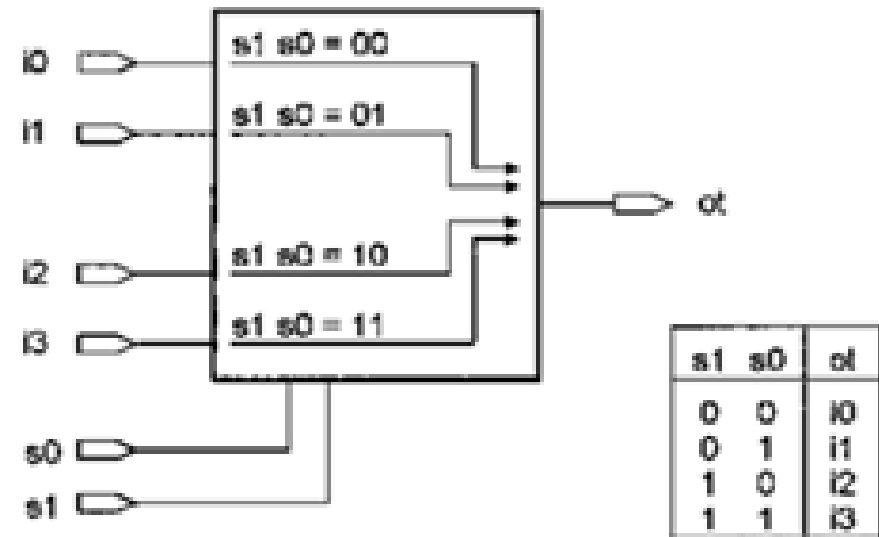 s1 s0 = 00
i0
s1 s0 = 01
i1
ot
s1 s0 = 10
i2
s1 s0 = 11
i3
s0
s1
s1 s0 ot
0 0 i0
0 1 i1
1 0 i2
1 1 i3